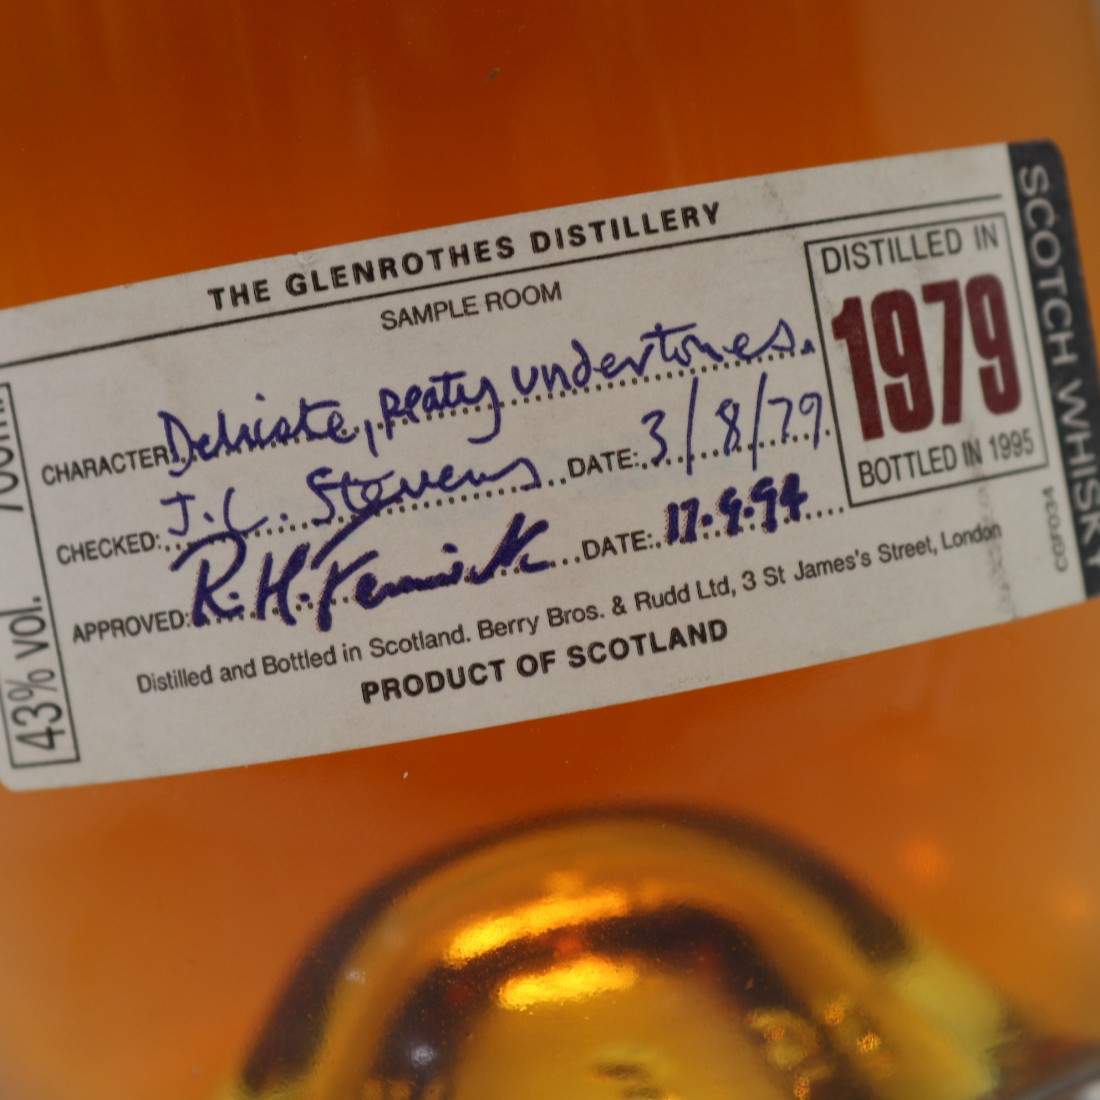 THE GLENROTHES DISTILLERY
SAMPLE ROOM
CHARACTER: Delicate, peaty undertones.
CHECKED: J.C. Stevens DATE: 3/8/79
APPROVED: R.H. Fenwick DATE: 17.9.94
Distilled and Bottled in Scotland. Berry Bros. & Rudd Ltd, 3 St James's Street, London
PRODUCT OF SCOTLAND
DISTILLED IN
1979
BOTTLED IN 1995
SCOTCH WHISKY
43% vol.